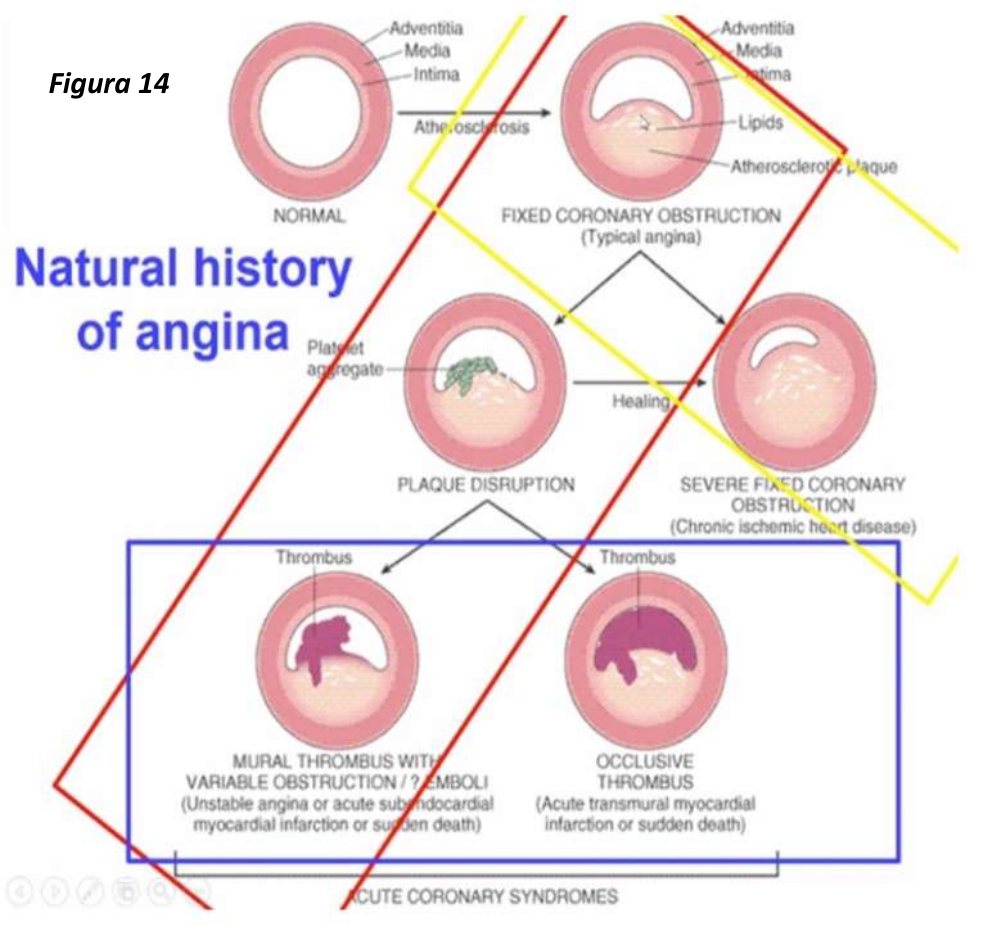 Figura 14
Adventitia
Media
Intima
Atherosclerosis
NORMAL
Adventitia
Media
Intima
Lipids
Atherosclerotic plaque
FIXED CORONARY OBSTRUCTION
(Typical angina)
Natural history
of angina
Platelet
aggregate
Healing
PLAQUE DISRUPTION
SEVERE FIXED CORONARY
OBSTRUCTION
(Chronic ischemic heart disease)
Thrombus
MURAL THROMBUS WITH
VARIABLE OBSTRUCTION / ? EMBOLI
(Unstable angina or acute subendocardial
myocardial infarction or sudden death)
Thrombus
OCCLUSIVE
THROMBUS
(Acute transmural myocardial
infarction or sudden death)
ACUTE CORONARY SYNDROMES